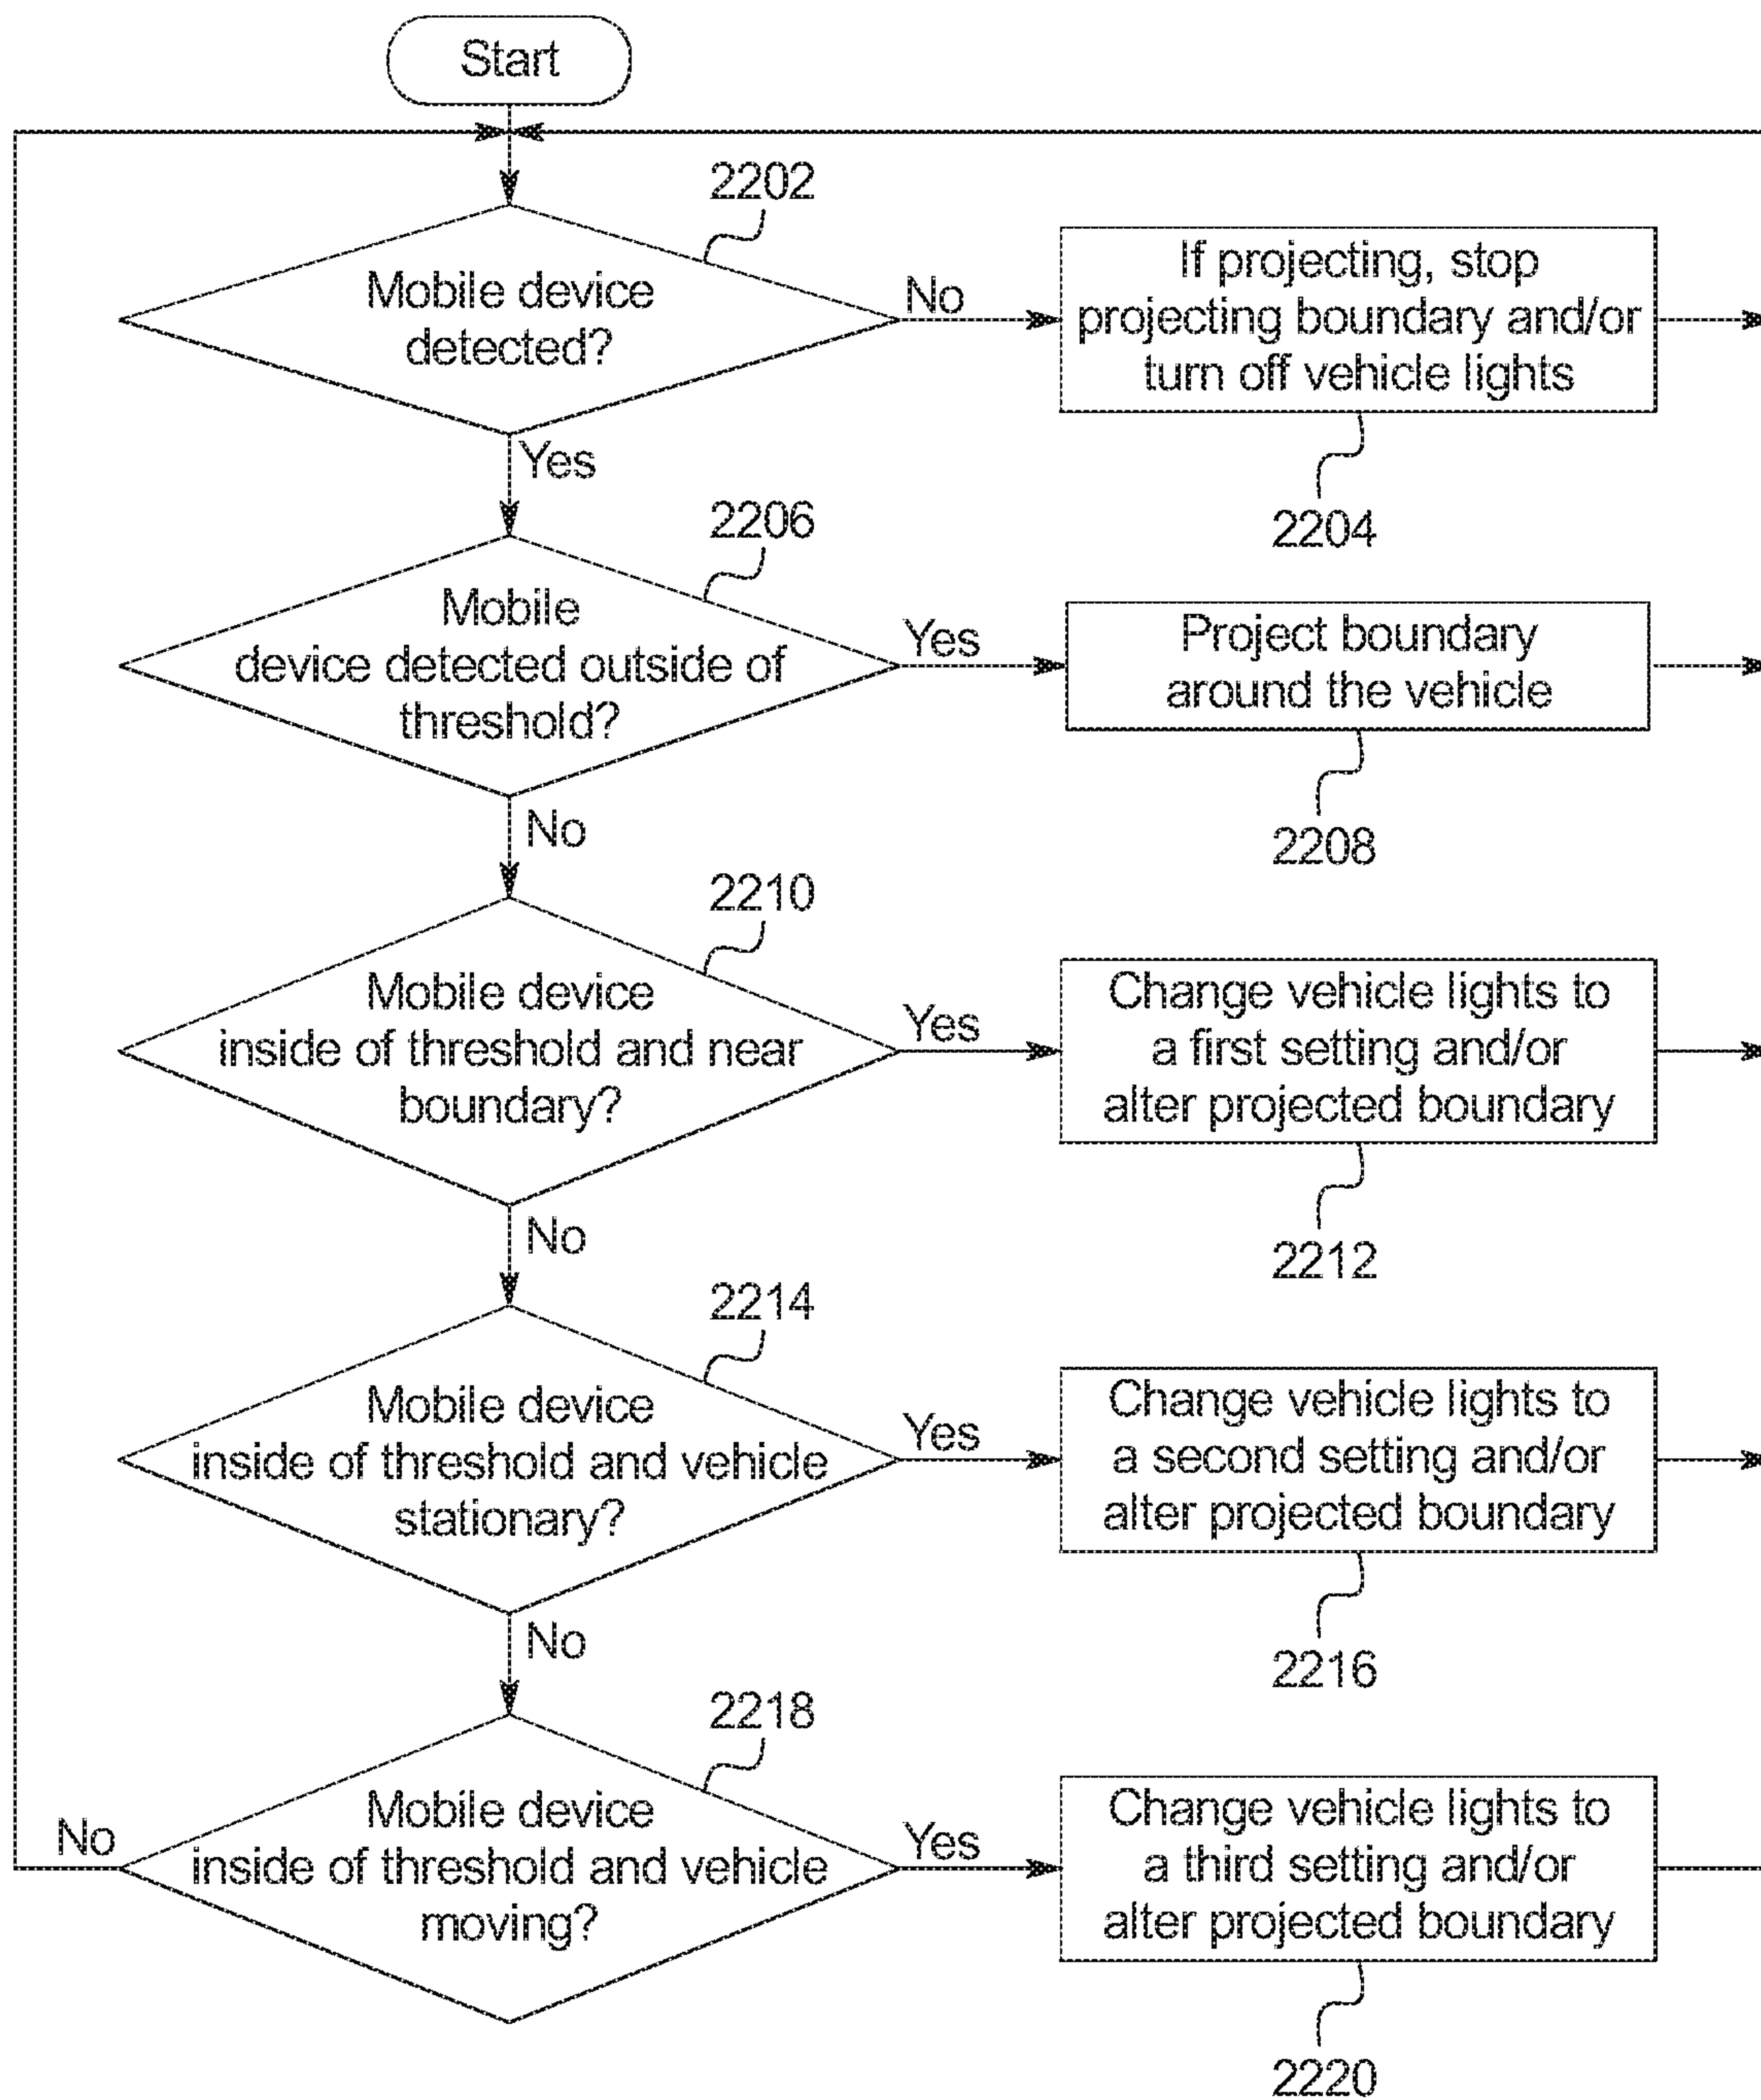 Start
2202
Mobile device
detected?
No
If projecting, stop
projecting boundary and/or
turn off vehicle lights
2204
Yes
2206
Mobile
device detected outside of
threshold?
Yes
Project boundary
around the vehicle
2208
No
2210
Mobile device
inside of threshold and near
boundary?
Yes
Change vehicle lights to
a first setting and/or
alter projected boundary
2212
No
2214
Mobile device
inside of threshold and vehicle
stationary?
Yes
Change vehicle lights to
a second setting and/or
alter projected boundary
2216
No
2218
Mobile device
inside of threshold and vehicle
moving?
No
Yes
Change vehicle lights to
a third setting and/or
alter projected boundary
2220